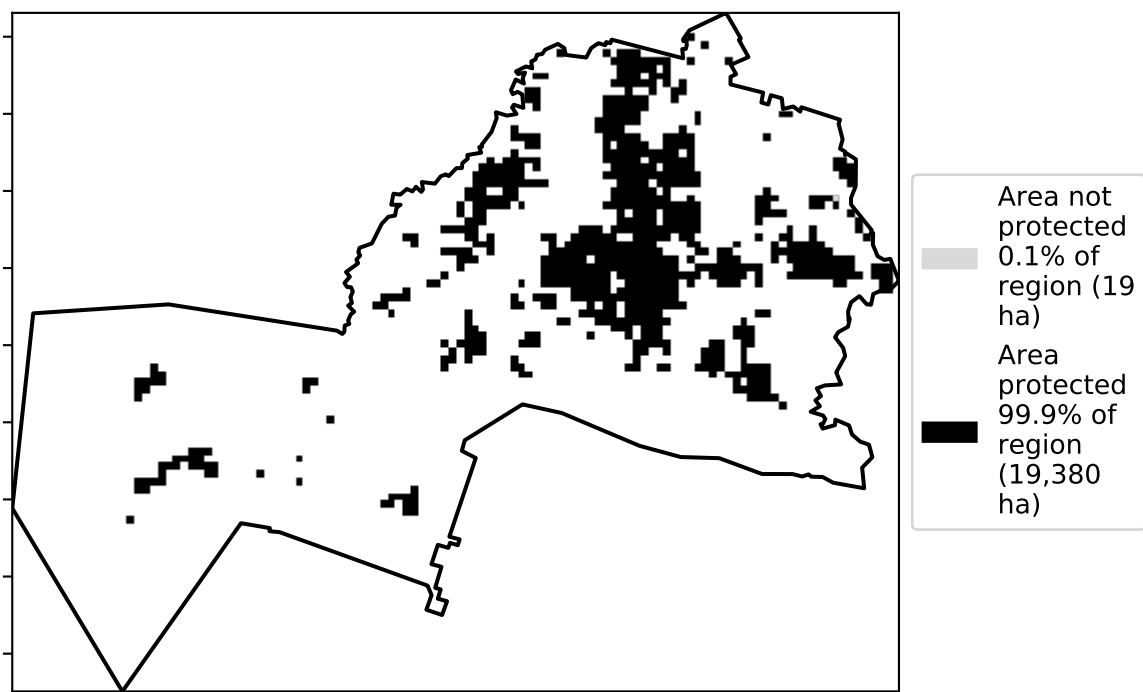 Area not
protected
0.1% of
region (19
ha)
Area
protected
99.9% of
region
(19,380
ha)